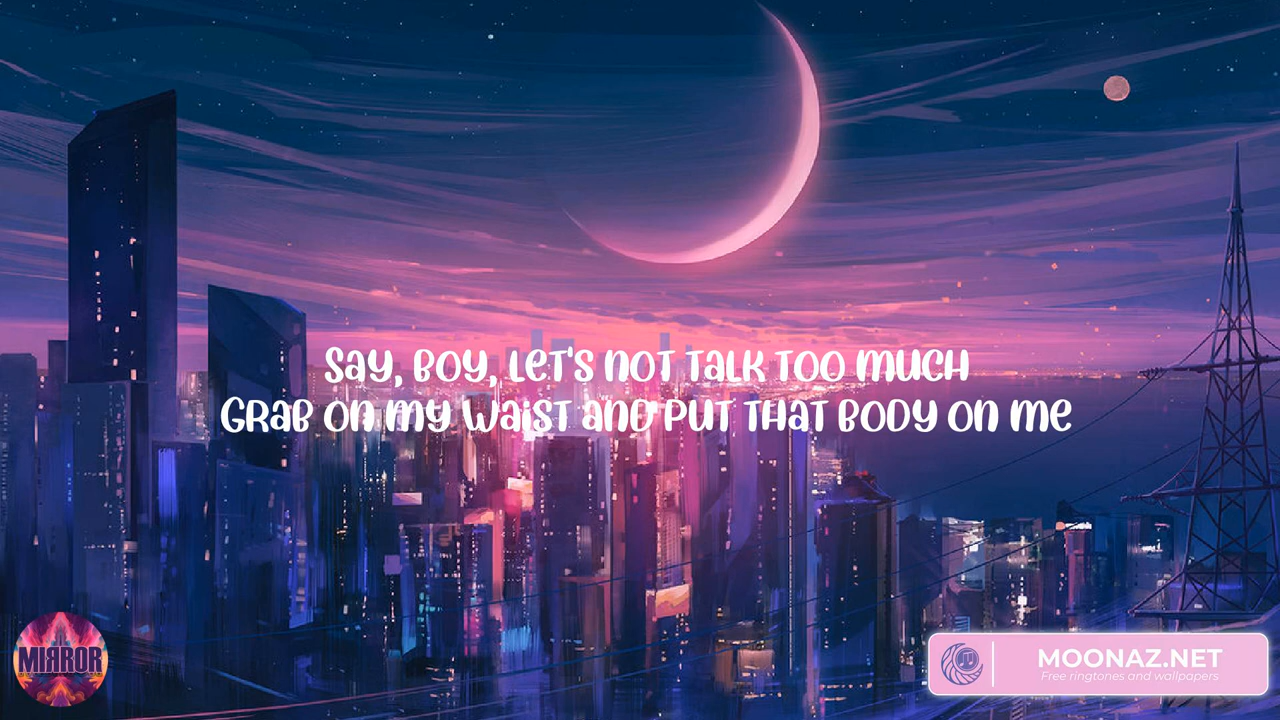 Say, boy, let's not talk too much
Grab on my waist and put that body on me
MIRROR
MOONAZ.NET
Free ringtones and wallpapers